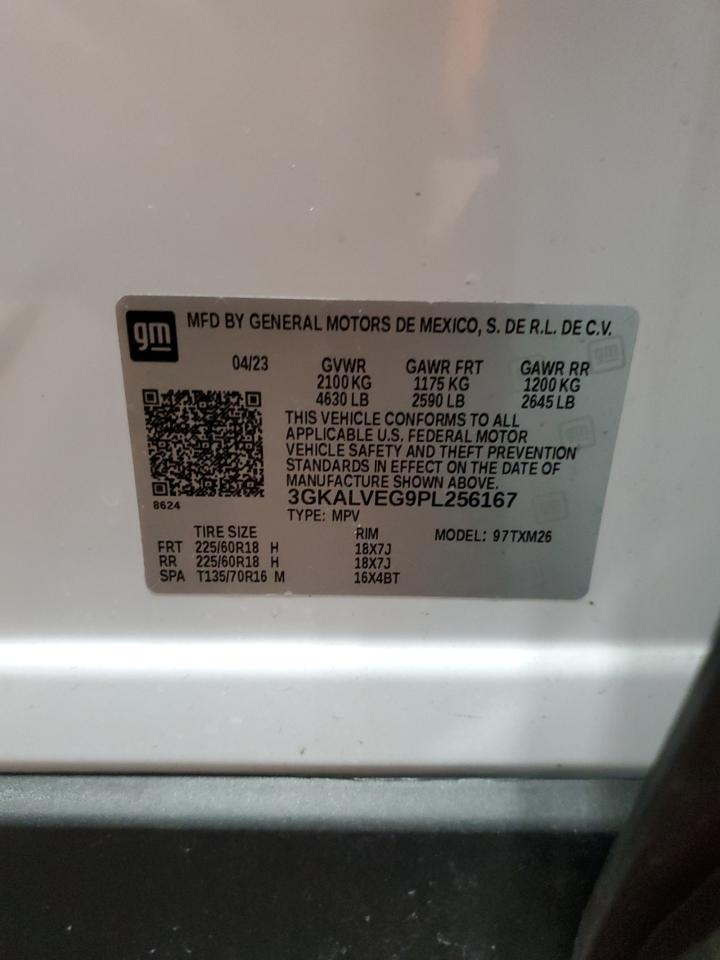 gm
MFD BY GENERAL MOTORS DE MEXICO, S. DE R.L. DE C.V.
04/23 GVWR GAWR FRT GAWR RR
2100 KG 1175 KG 1200 KG
4630 LB 2590 LB 2645 LB
THIS VEHICLE CONFORMS TO ALL
APPLICABLE U.S. FEDERAL MOTOR
VEHICLE SAFETY AND THEFT PREVENTION
STANDARDS IN EFFECT ON THE DATE OF
MANUFACTURE SHOWN ABOVE.
3GKALVEG9PL256167
8624
TYPE: MPV
TIRE SIZE RIM MODEL: 97TXM26
FRT 225/60R18 H 18X7J
RR 225/60R18 H 18X7J
SPA T135/70R16 M 16X4BT